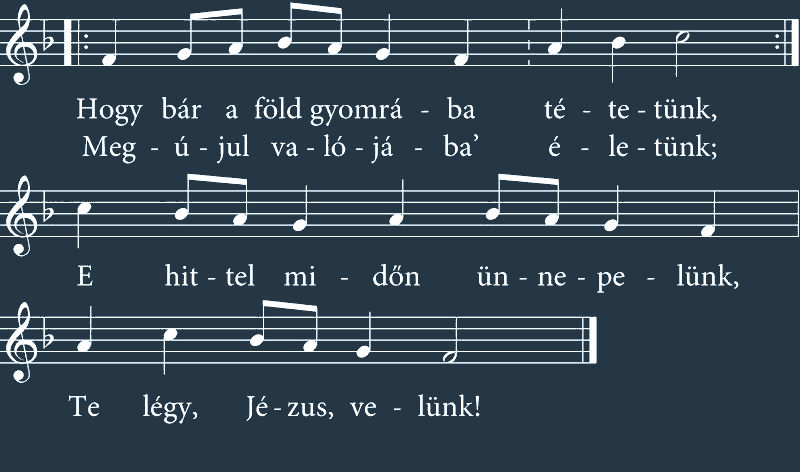 Hogy bár a föld gyomrá - ba té - te - tünk,
Meg - ú - jul va - ló - já - ba’ é - le - tünk;
E hit - tel mi - dőn ün - ne - pe - lünk,
Te légy, Jé - zus, ve - lünk!